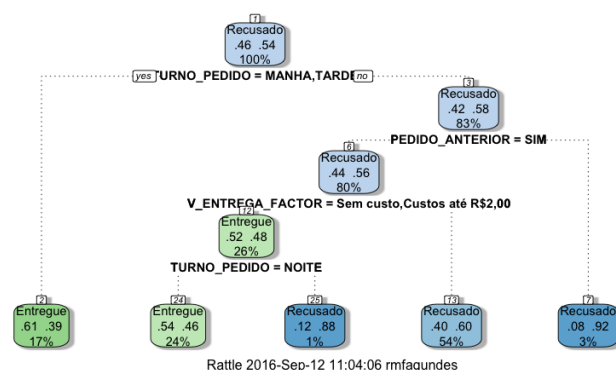 1
Recusado
.46 .54
100%
yes TURNO_PEDIDO = MANHA,TARDE no
3
Recusado
.42 .58
83%
PEDIDO_ANTERIOR = SIM
6
Recusado
.44 .56
80%
V_ENTREGA_FACTOR = Sem custo,Custos até R$2,00
12
Entregue
.52 .48
26%
TURNO_PEDIDO = NOITE
2
Entregue
.61 .39
17%
24
Entregue
.54 .46
24%
25
Recusado
.12 .88
1%
13
Recusado
.40 .60
54%
7
Recusado
.08 .92
3%
Rattle 2016-Sep-12 11:04:06 rmfagundes